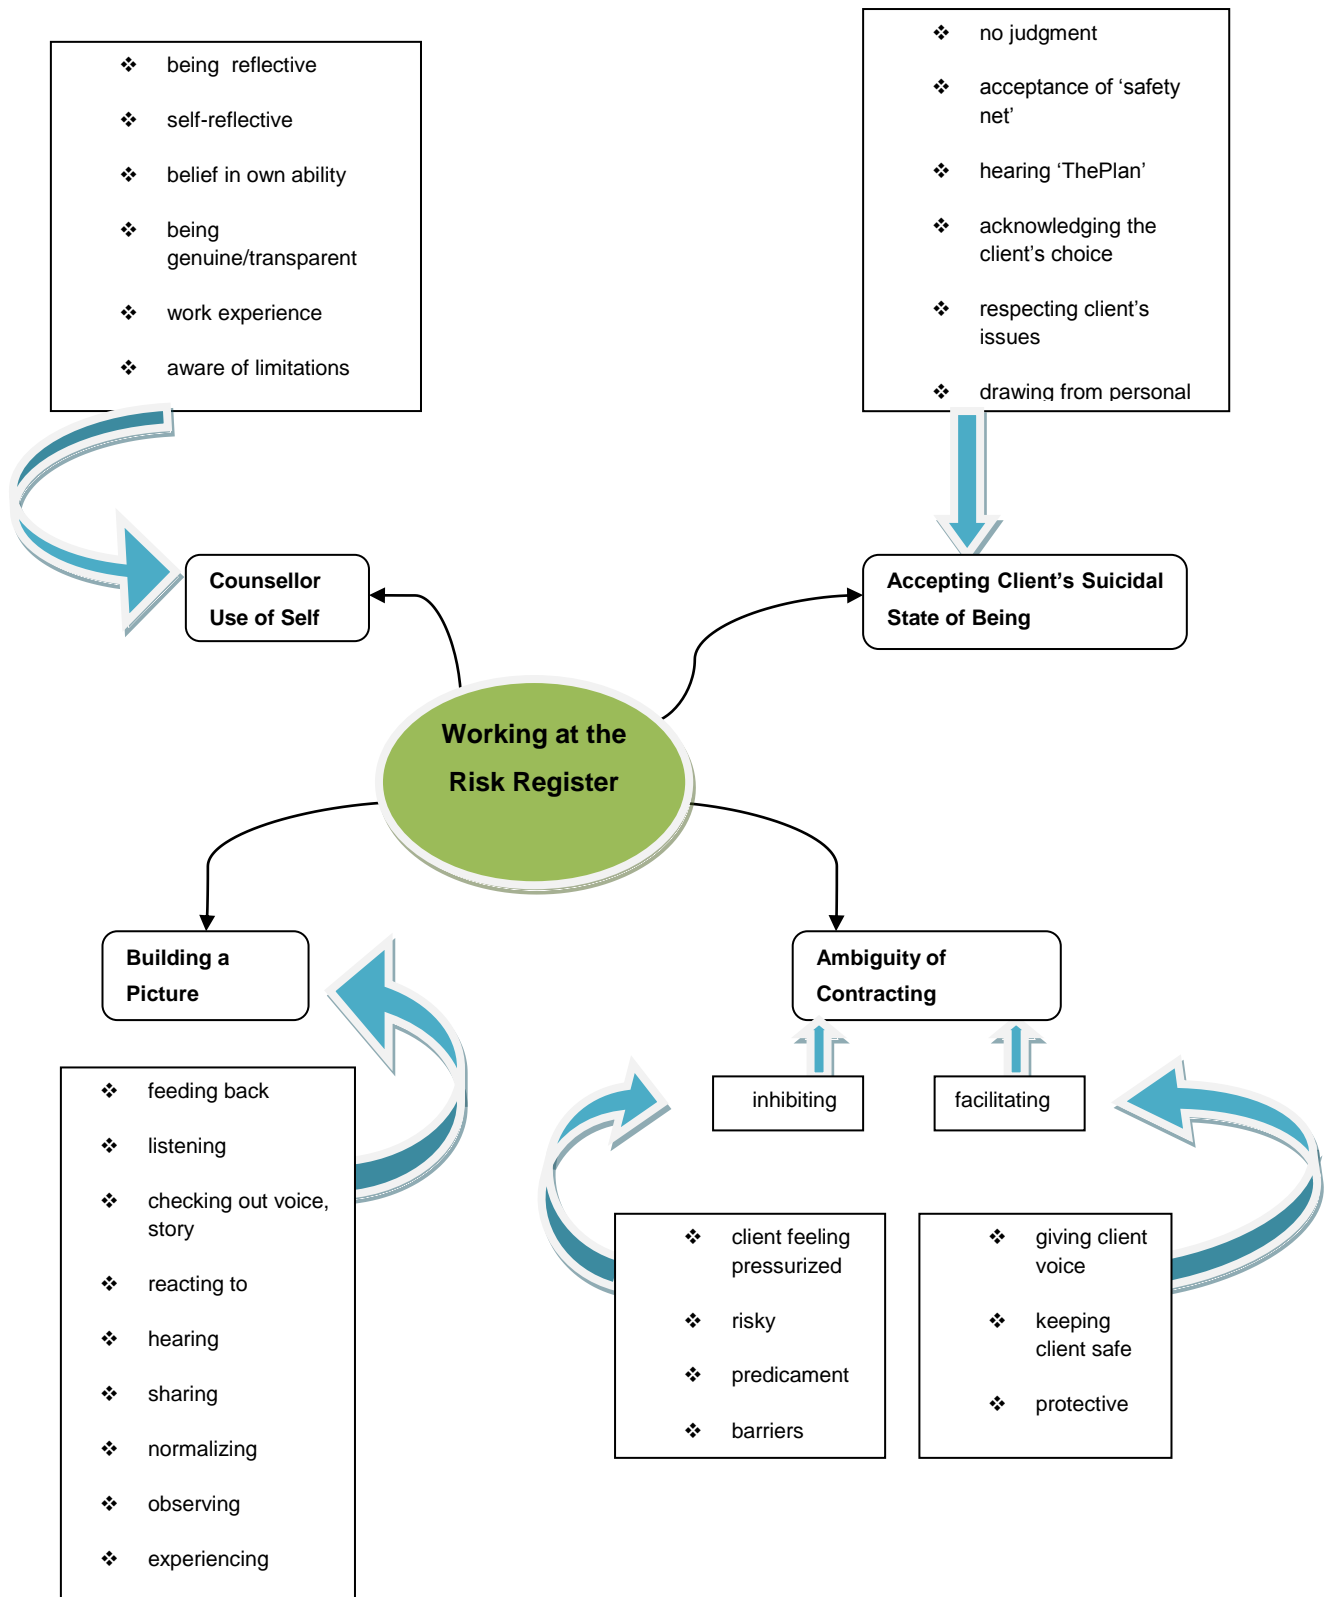 being reflective
self-reflective
belief in own ability
being
genuine/transparent
work experience
aware of limitations
no judgment
acceptance of ‘safety
net’
hearing ‘ThePlan’
acknowledging the
client’s choice
respecting client’s
issues
drawing from personal
Counsellor
Use of Self
Accepting Client’s Suicidal
State of Being
Working at the
Risk Register
Building a
Picture
Ambiguity of
Contracting
feeding back
listening
checking out voice,
story
reacting to
hearing
sharing
normalizing
observing
experiencing
inhibiting
facilitating
client feeling
pressurized
risky
predicament
barriers
giving client
voice
keeping
client safe
protective